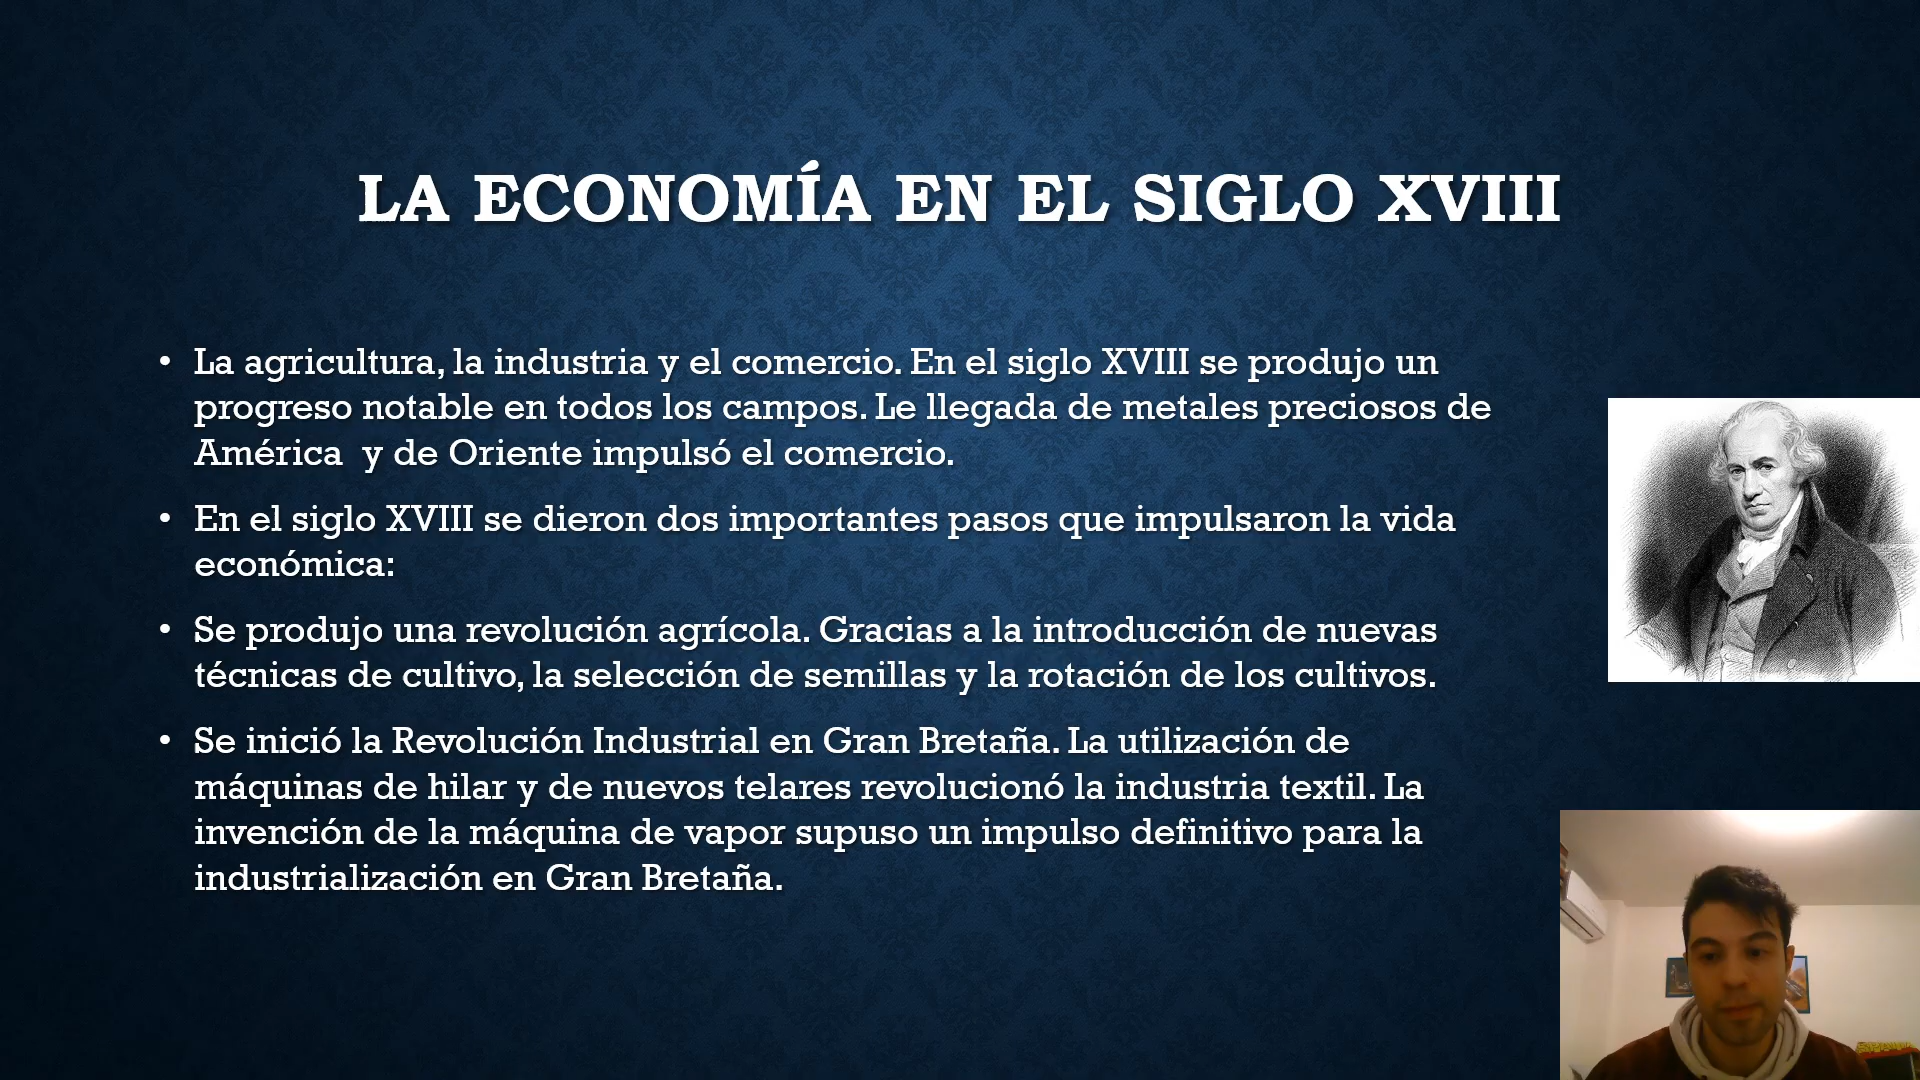 LA ECONOMÍA EN EL SIGLO XVIII
• La agricultura, la industria y el comercio. En el siglo XVIII se produjo un
progreso notable en todos los campos. Le llegada de metales preciosos de
América  y de Oriente impulsó el comercio.
• En el siglo XVIII se dieron dos importantes pasos que impulsaron la vida
económica:
• Se produjo una revolución agrícola. Gracias a la introducción de nuevas
técnicas de cultivo, la selección de semillas y la rotación de los cultivos.
• Se inició la Revolución Industrial en Gran Bretaña. La utilización de
máquinas de hilar y de nuevos telares revolucionó la industria textil. La
invención de la máquina de vapor supuso un impulso definitivo para la
industrialización en Gran Bretaña.